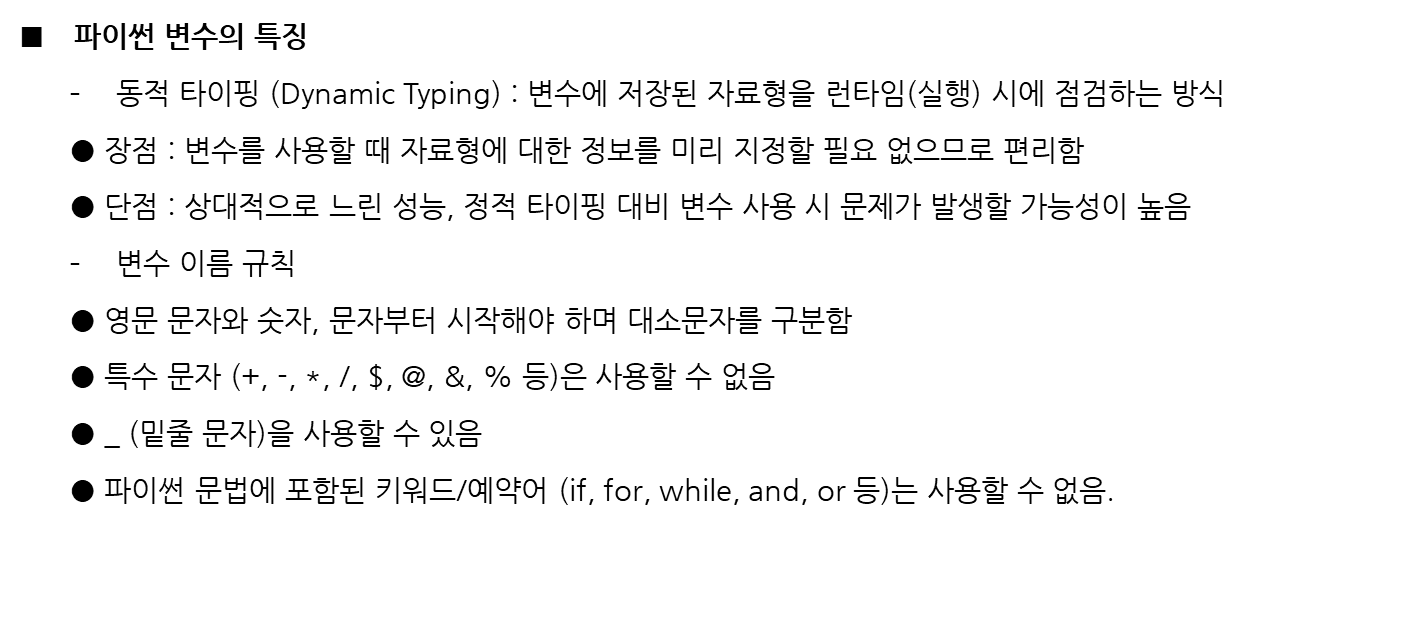 ■ 파이썬 변수의 특징
- 동적 타이핑 (Dynamic Typing) : 변수에 저장된 자료형을 런타임(실행) 시에 점검하는 방식
● 장점 : 변수를 사용할 때 자료형에 대한 정보를 미리 지정할 필요 없으므로 편리함
● 단점 : 상대적으로 느린 성능, 정적 타이핑 대비 변수 사용 시 문제가 발생할 가능성이 높음
- 변수 이름 규칙
● 영문 문자와 숫자, 문자부터 시작해야 하며 대소문자를 구분함
● 특수 문자 (+, -, *, /, $, @, &, % 등)은 사용할 수 없음
● _ (밑줄 문자)을 사용할 수 있음
● 파이썬 문법에 포함된 키워드/예약어 (if, for, while, and, or 등)는 사용할 수 없음.